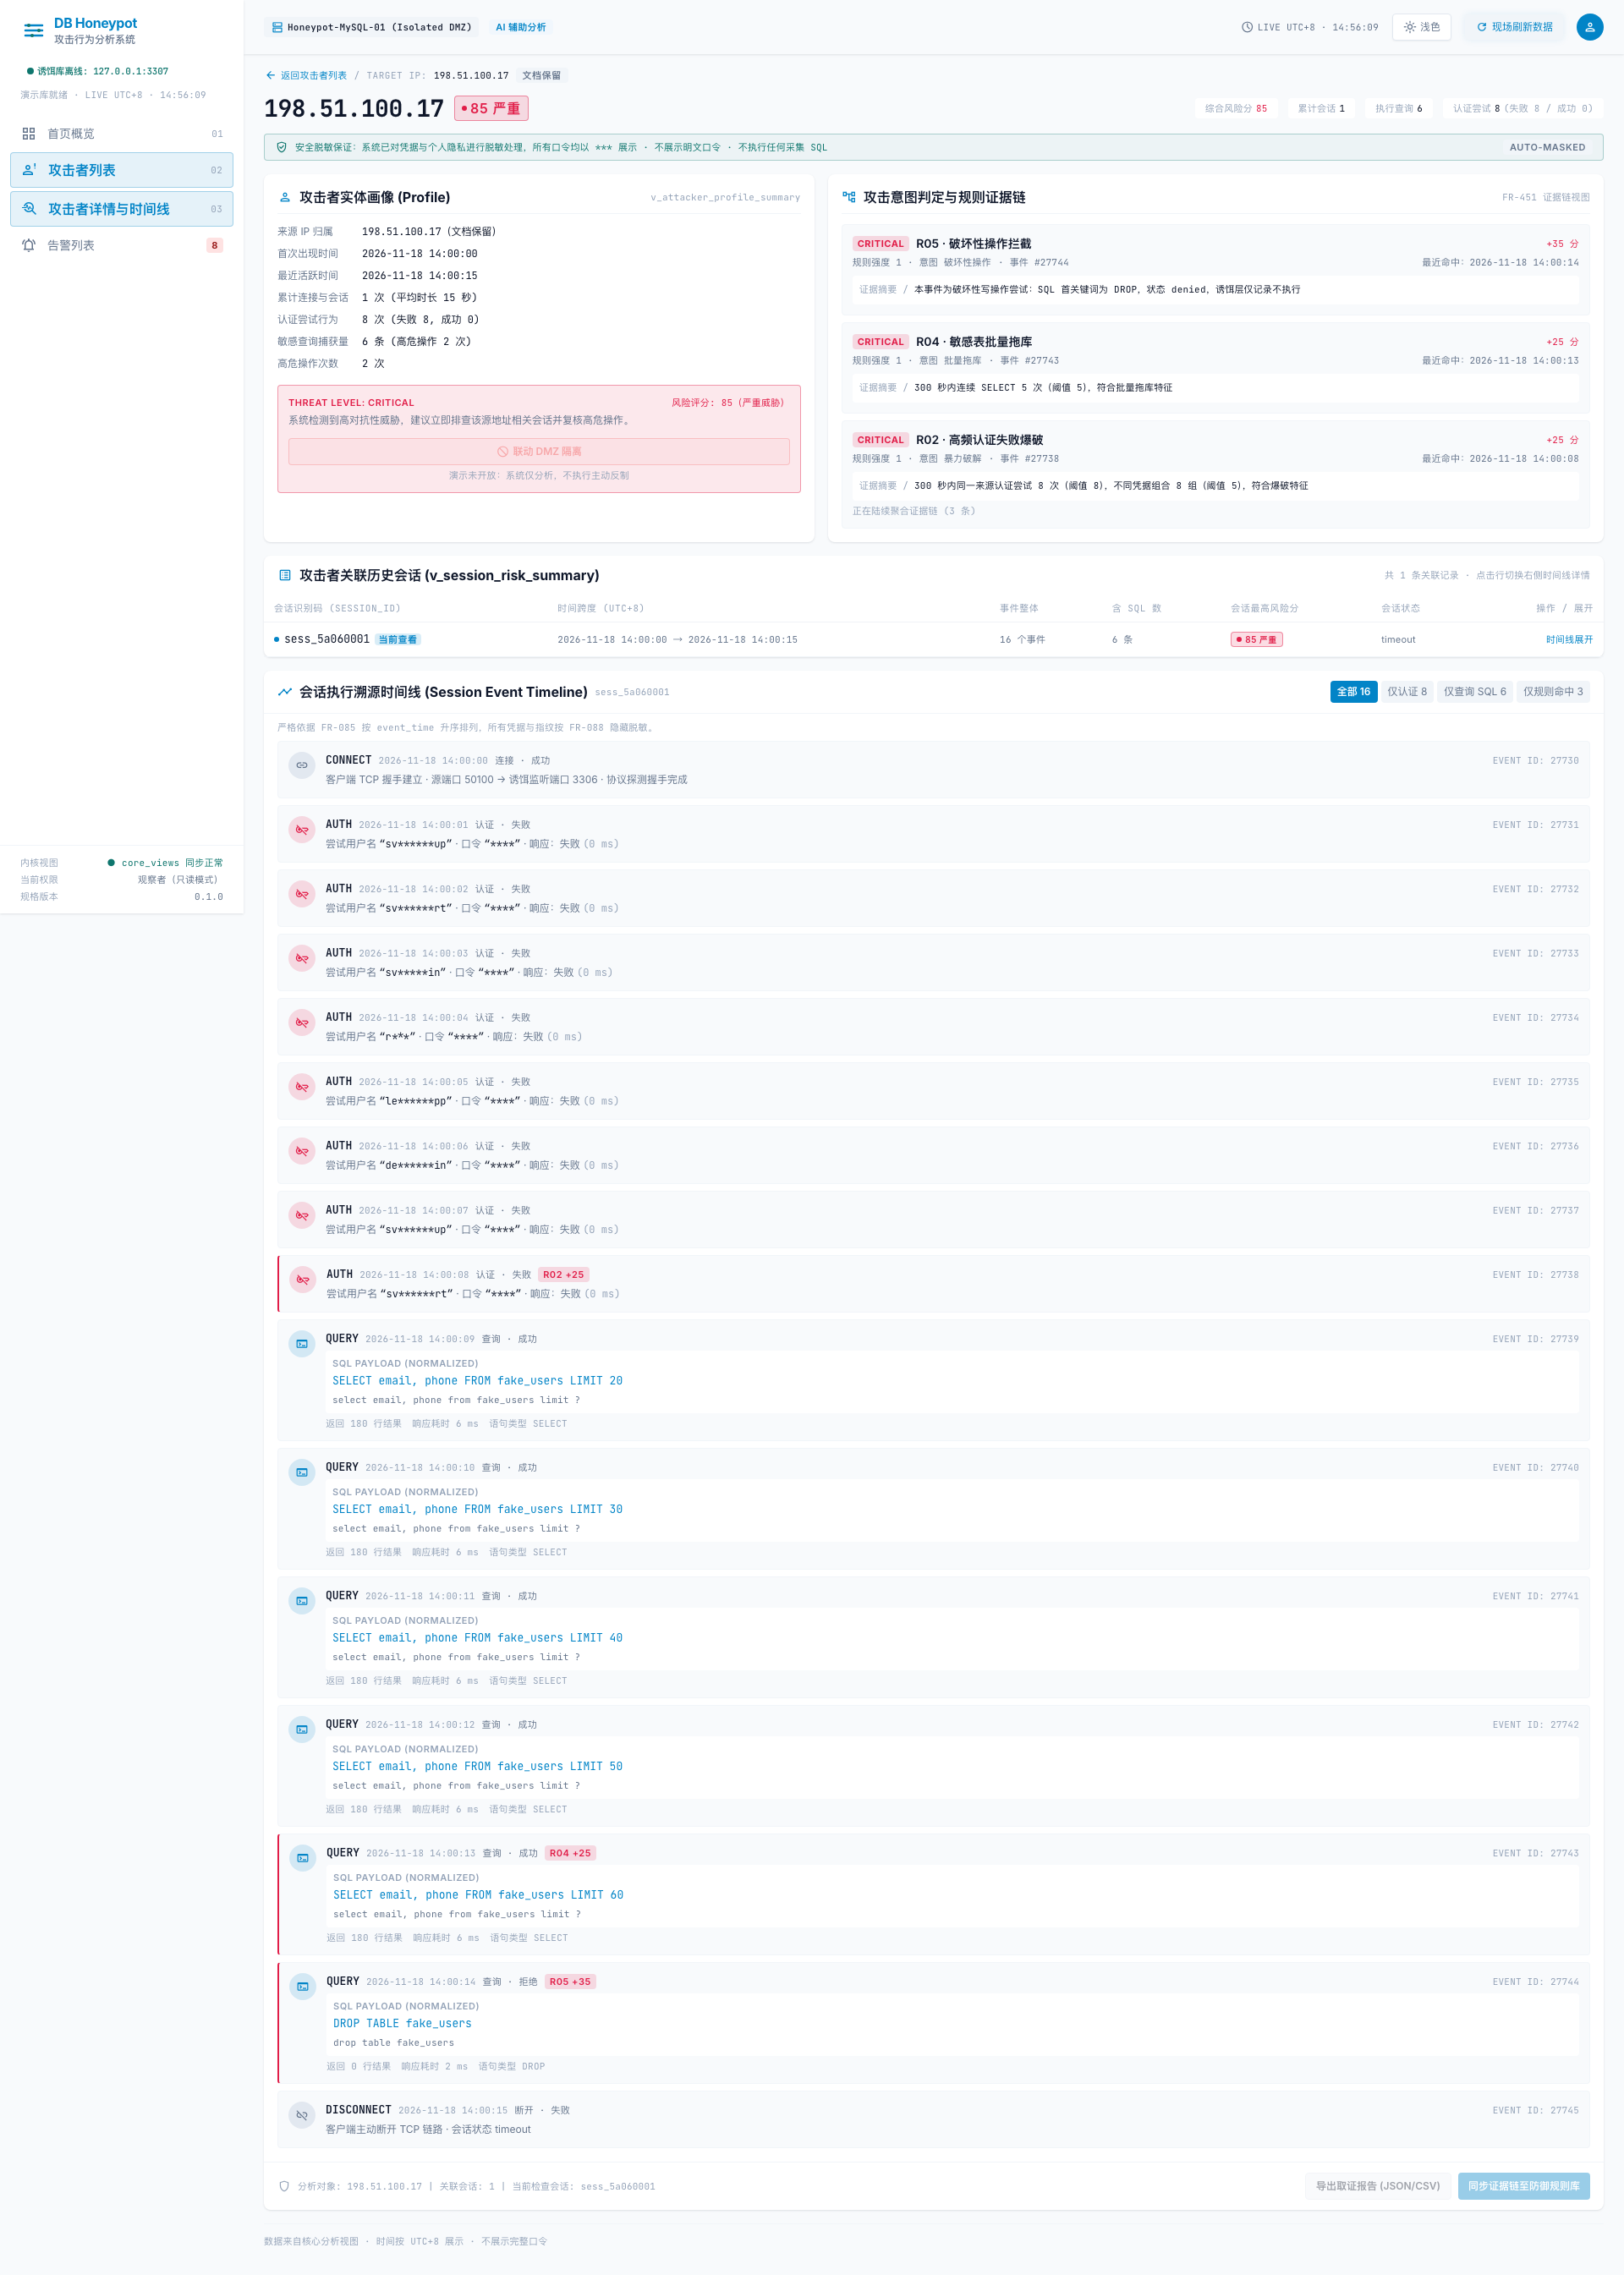 DB Honeypot
攻击行为分析系统
诱饵库离线: 127.0.0.1:3307
演示库就绪 · LIVE UTC+8 · 14:56:09
首页概览 01
攻击者列表 02
攻击者详情与时间线 03
告警列表 8
内核视图 core_views 同步正常
当前权限 观察者 (只读模式)
规格版本 0.1.0
Honeypot-MySQL-01 (Isolated DMZ) AI 辅助分析
LIVE UTC+8 · 14:56:09 浅色 现场刷新数据
返回攻击者列表 / TARGET IP: 198.51.100.17 文档保留
198.51.100.17 85 严重
综合风险分 85 累计会话 1 执行查询 6 认证尝试 8 (失败 8 / 成功 0)
安全脱敏保证: 系统已对凭据与个人隐私进行脱敏处理, 所有口令均以 *** 展示 · 不展示明文口令 · 不执行任何采集 SQL AUTO-MASKED
攻击者实体画像 (Profile) v_attacker_profile_summary
来源 IP 归属 198.51.100.17 (文档保留)
首次出现时间 2026-11-18 14:00:00
最近活跃时间 2026-11-18 14:00:15
累计连接与会话 1 次 (平均时长 15 秒)
认证尝试行为 8 次 (失败 8, 成功 0)
敏感查询捕获量 6 条 (高危操作 2 次)
高危操作次数 2 次
THREAT LEVEL: CRITICAL 风险评分: 85 (严重威胁)
系统检测到高对抗性威胁, 建议立即排查该源地址相关会话并复核高危操作。
联动 DMZ 隔离
演示未开放: 系统仅分析, 不执行主动反制
攻击意图判定与规则证据链 FR-451 证据链视图
CRITICAL R05 · 破坏性操作拦截 +35 分
规则强度 1 · 意图 破坏性操作 · 事件 #27744 最近命中: 2026-11-18 14:00:14
证据摘要 / 本事件为破坏性写操作尝试: SQL 首关键词为 DROP, 状态 denied, 诱饵层仅记录不执行
CRITICAL R04 · 敏感表批量拖库 +25 分
规则强度 1 · 意图 批量拖库 · 事件 #27743 最近命中: 2026-11-18 14:00:13
证据摘要 / 300 秒内连续 SELECT 5 次 (阈值 5), 符合批量拖库特征
CRITICAL R02 · 高频认证失败爆破 +25 分
规则强度 1 · 意图 暴力破解 · 事件 #27738 最近命中: 2026-11-18 14:00:08
证据摘要 / 300 秒内同一来源认证尝试 8 次 (阈值 8), 不同凭据组合 8 组 (阈值 5), 符合爆破特征
正在陆续聚合证据链 (3 条)
攻击者关联历史会话 (v_session_risk_summary) 共 1 条关联记录 · 点击行切换右侧时间线详情
会话识别码 (SESSION_ID) 时间跨度 (UTC+8) 事件整体 含 SQL 数 会话最高风险分 会话状态 操作 / 展开
sess_5a060001 当前查看 2026-11-18 14:00:00 → 2026-11-18 14:00:15 16 个事件 6 条 85 严重 timeout 时间线展开
会话执行溯源时间线 (Session Event Timeline) sess_5a060001 全部 16 仅认证 8 仅查询 SQL 6 仅规则命中 3
严格依据 FR-085 按 event_time 升序排列, 所有凭据与指纹按 FR-088 隐藏脱敏。
CONNECT 2026-11-18 14:00:00 连接 · 成功 EVENT ID: 27730
客户端 TCP 握手建立 · 源端口 50100 → 诱饵监听端口 3306 · 协议探测握手完成
AUTH 2026-11-18 14:00:01 认证 · 失败 EVENT ID: 27731
尝试用户名 “sv******up” · 口令 “****” · 响应: 失败 (0 ms)
AUTH 2026-11-18 14:00:02 认证 · 失败 EVENT ID: 27732
尝试用户名 “sv******rt” · 口令 “****” · 响应: 失败 (0 ms)
AUTH 2026-11-18 14:00:03 认证 · 失败 EVENT ID: 27733
尝试用户名 “sv*****in” · 口令 “****” · 响应: 失败 (0 ms)
AUTH 2026-11-18 14:00:04 认证 · 失败 EVENT ID: 27734
尝试用户名 “r***” · 口令 “****” · 响应: 失败 (0 ms)
AUTH 2026-11-18 14:00:05 认证 · 失败 EVENT ID: 27735
尝试用户名 “le******pp” · 口令 “****” · 响应: 失败 (0 ms)
AUTH 2026-11-18 14:00:06 认证 · 失败 EVENT ID: 27736
尝试用户名 “de******in” · 口令 “****” · 响应: 失败 (0 ms)
AUTH 2026-11-18 14:00:07 认证 · 失败 EVENT ID: 27737
尝试用户名 “sv******up” · 口令 “****” · 响应: 失败 (0 ms)
AUTH 2026-11-18 14:00:08 认证 · 失败 R02 +25 EVENT ID: 27738
尝试用户名 “sv******rt” · 口令 “****” · 响应: 失败 (0 ms)
QUERY 2026-11-18 14:00:09 查询 · 成功 EVENT ID: 27739
SQL PAYLOAD (NORMALIZED)
SELECT email, phone FROM fake_users LIMIT 20
select email, phone from fake_users limit ?
返回 180 行结果 响应耗时 6 ms 语句类型 SELECT
QUERY 2026-11-18 14:00:10 查询 · 成功 EVENT ID: 27740
SQL PAYLOAD (NORMALIZED)
SELECT email, phone FROM fake_users LIMIT 30
select email, phone from fake_users limit ?
返回 180 行结果 响应耗时 6 ms 语句类型 SELECT
QUERY 2026-11-18 14:00:11 查询 · 成功 EVENT ID: 27741
SQL PAYLOAD (NORMALIZED)
SELECT email, phone FROM fake_users LIMIT 40
select email, phone from fake_users limit ?
返回 180 行结果 响应耗时 6 ms 语句类型 SELECT
QUERY 2026-11-18 14:00:12 查询 · 成功 EVENT ID: 27742
SQL PAYLOAD (NORMALIZED)
SELECT email, phone FROM fake_users LIMIT 50
select email, phone from fake_users limit ?
返回 180 行结果 响应耗时 6 ms 语句类型 SELECT
QUERY 2026-11-18 14:00:13 查询 · 成功 R04 +25 EVENT ID: 27743
SQL PAYLOAD (NORMALIZED)
SELECT email, phone FROM fake_users LIMIT 60
select email, phone from fake_users limit ?
返回 180 行结果 响应耗时 6 ms 语句类型 SELECT
QUERY 2026-11-18 14:00:14 查询 · 拒绝 R05 +35 EVENT ID: 27744
SQL PAYLOAD (NORMALIZED)
DROP TABLE fake_users
drop table fake_users
返回 0 行结果 响应耗时 2 ms 语句类型 DROP
DISCONNECT 2026-11-18 14:00:15 断开 · 失败 EVENT ID: 27745
客户端主动断开 TCP 链路 · 会话状态 timeout
分析对象: 198.51.100.17 | 关联会话: 1 | 当前检查会话: sess_5a060001 导出取证报告 (JSON/CSV) 同步证据链至防御规则库
数据来自核心分析视图 · 时间按 UTC+8 展示 · 不展示完整口令